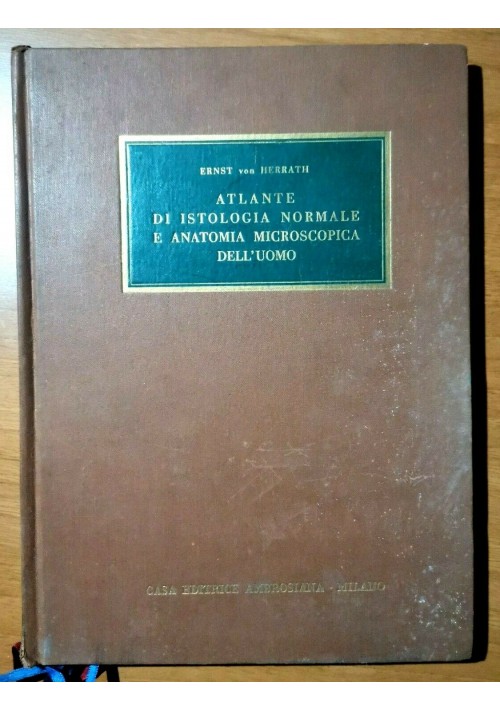 ERNST von HERRATH
ATLANTE
DI ISTOLOGIA NORMALE
E ANATOMIA MICROSCOPICA
DELL'UOMO
CASA EDITRICE AMBROSIANA - MILANO